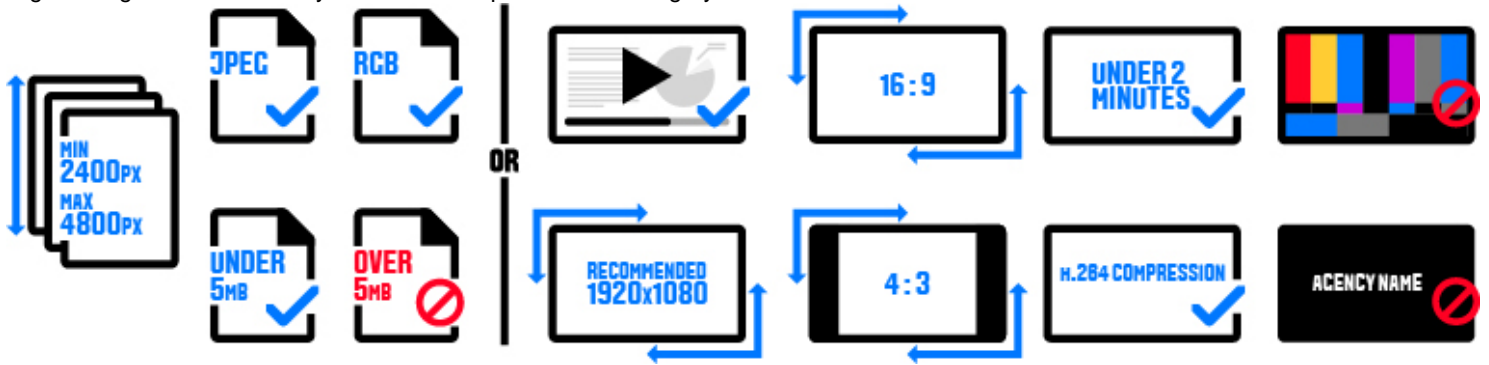 JPEG
RGB
MIN
2400PX
MAX
4800PX
UNDER
5MB
OVER
5MB
OR
16:9
UNDER 2
MINUTES
RECOMMENDED
1920x1080
4:3
H.264 COMPRESSION
AGENCY NAME